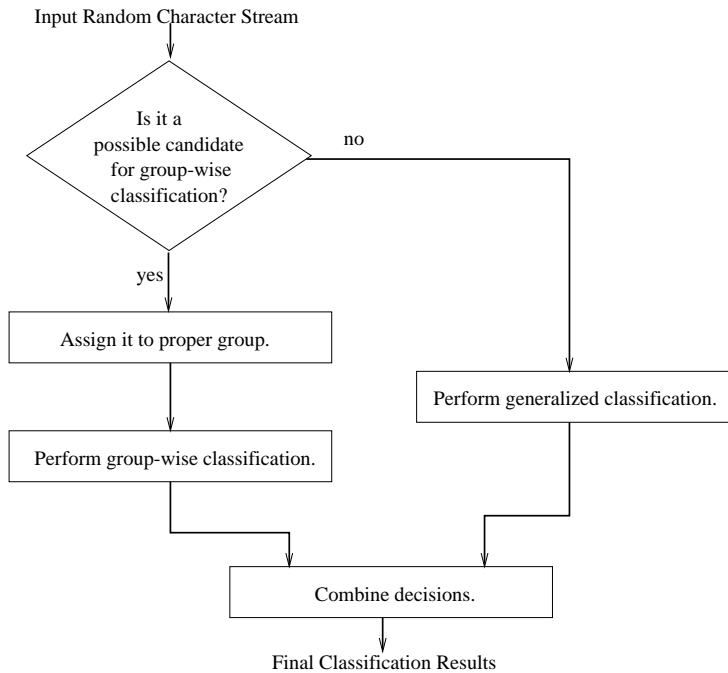 Input Random Character Stream
Is it a
possible candidate
for group-wise
classification?
no
yes
Assign it to proper group.
Perform generalized classification.
Perform group-wise classification.
Combine decisions.
Final Classification Results